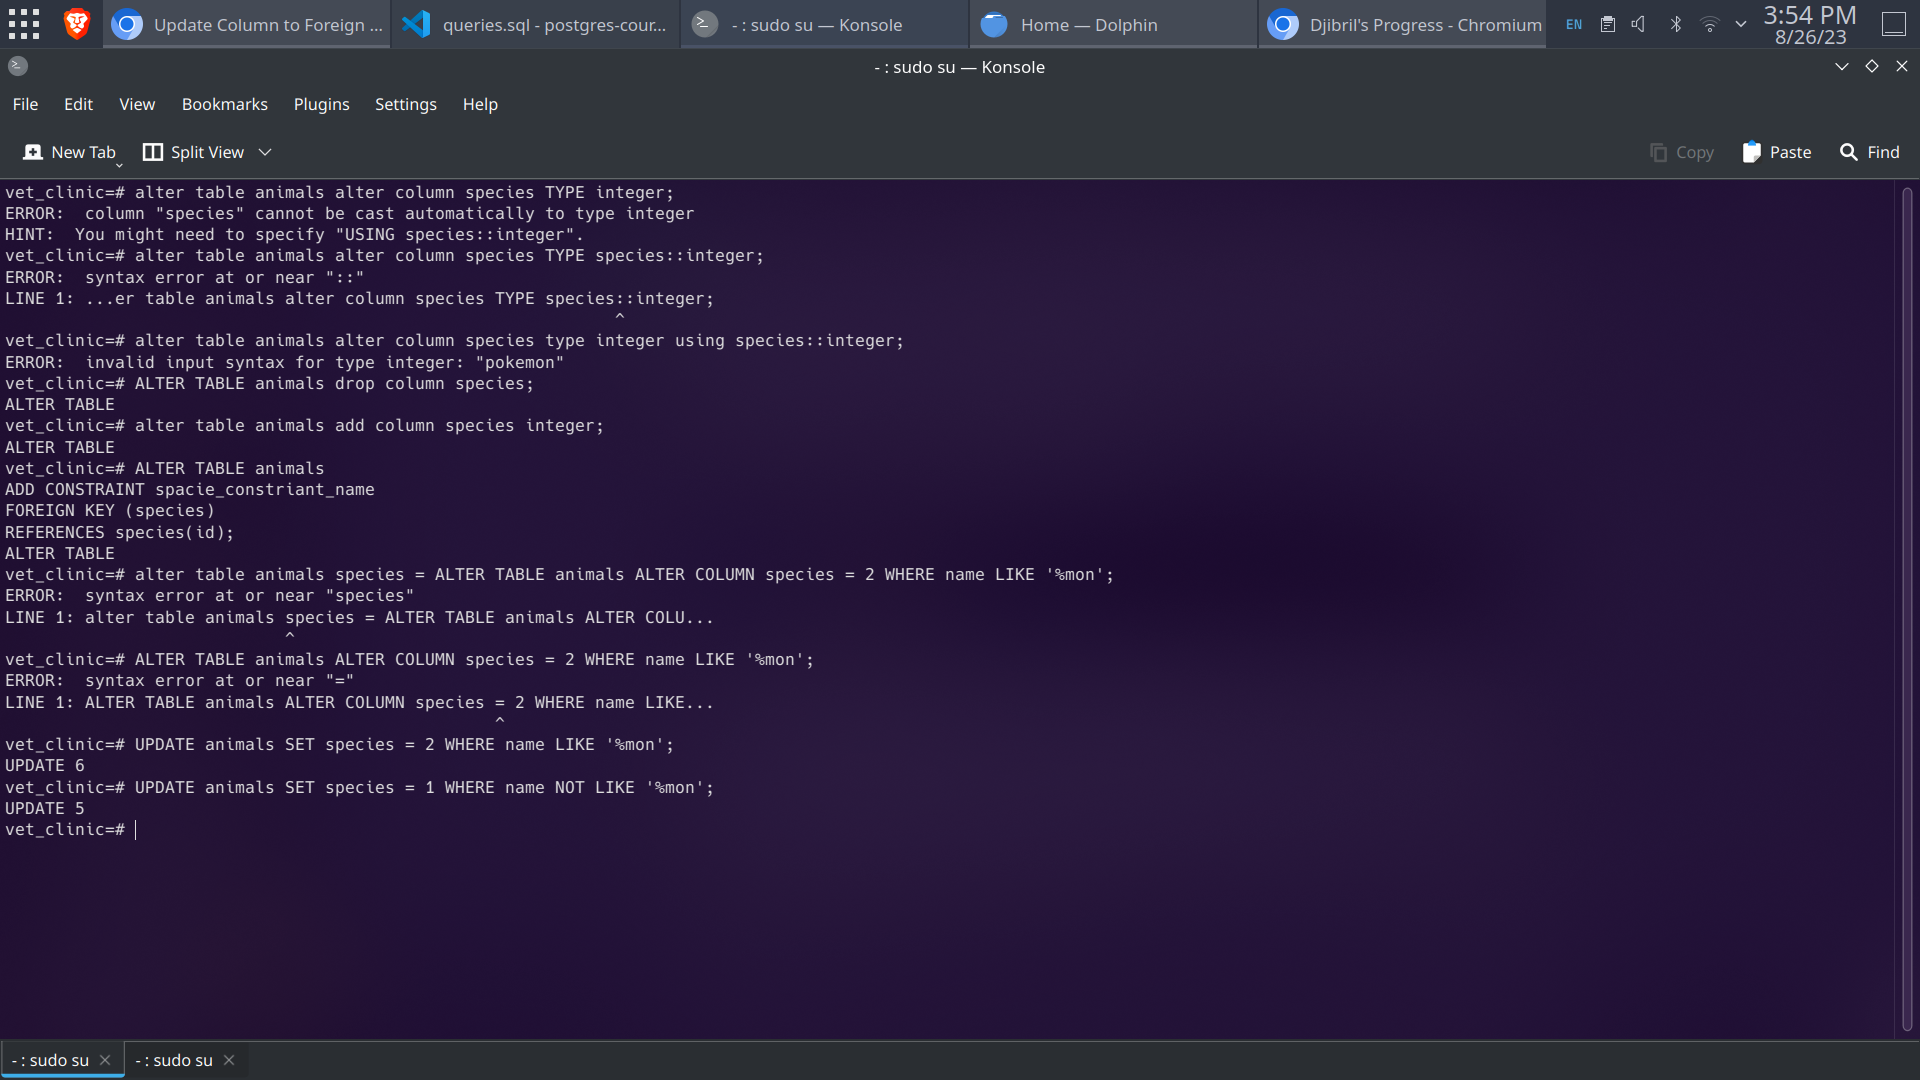 Update Column to Foreign ...
queries.sql - postgres-cour...
- : sudo su — Konsole
Home — Dolphin
Djibril's Progress - Chromium
EN
3:54 PM
8/26/23
- : sudo su — Konsole
File Edit View Bookmarks Plugins Settings Help
New Tab Split View Copy Paste Find
vet_clinic=# alter table animals alter column species TYPE integer;
ERROR:  column "species" cannot be cast automatically to type integer
HINT:  You might need to specify "USING species::integer".
vet_clinic=# alter table animals alter column species TYPE species::integer;
ERROR:  syntax error at or near "::"
LINE 1: ...er table animals alter column species TYPE species::integer;
^
vet_clinic=# alter table animals alter column species type integer using species::integer;
ERROR:  invalid input syntax for type integer: "pokemon"
vet_clinic=# ALTER TABLE animals drop column species;
ALTER TABLE
vet_clinic=# alter table animals add column species integer;
ALTER TABLE
vet_clinic=# ALTER TABLE animals
ADD CONSTRAINT spacie_constriant_name
FOREIGN KEY (species)
REFERENCES species(id);
ALTER TABLE
vet_clinic=# alter table animals species = ALTER TABLE animals ALTER COLUMN species = 2 WHERE name LIKE '%mon';
ERROR:  syntax error at or near "species"
LINE 1: alter table animals species = ALTER TABLE animals ALTER COLU...
^
vet_clinic=# ALTER TABLE animals ALTER COLUMN species = 2 WHERE name LIKE '%mon';
ERROR:  syntax error at or near "="
LINE 1: ALTER TABLE animals ALTER COLUMN species = 2 WHERE name LIKE...
^
vet_clinic=# UPDATE animals SET species = 2 WHERE name LIKE '%mon';
UPDATE 6
vet_clinic=# UPDATE animals SET species = 1 WHERE name NOT LIKE '%mon';
UPDATE 5
vet_clinic=#
- : sudo su
- : sudo su